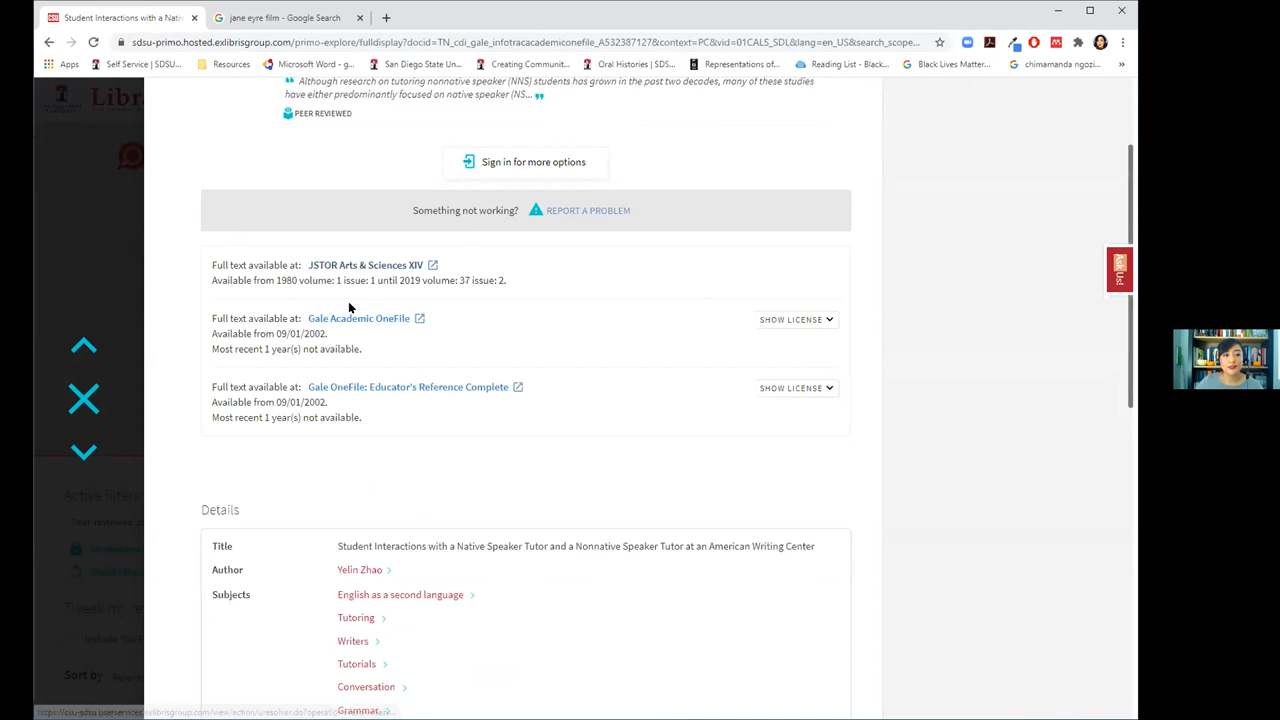 Student Interactions with a Nati
jane eyre film - Google Search
sdsu-primo.hosted.exlibrisgroup.com/primo-explore/fulldisplay?docid=TN_cdi_gale_infotracacademiconefile_A532387127&context=PC&vid=01CALS_SDL&lang=en_US&search_scope...
Apps
Self Service | SDSU...
Resources
Microsoft Word - g...
San Diego State Un...
Creating Communit...
Oral Histories | SDS...
Representations of...
Reading List - Black...
Black Lives Matter...
chimamanda ngozi...
Libra
Although research on tutoring nonnative speaker (NNS) students has grown in the past two decades, many of these studies
have either predominantly focused on native speaker (NS...
PEER REVIEWED
Sign in for more options
Something not working? REPORT A PROBLEM
Full text available at: JSTOR Arts & Sciences XIV
Available from 1980 volume: 1 issue: 1 until 2019 volume: 37 issue: 2.
Full text available at: Gale Academic OneFile
SHOW LICENSE
Available from 09/01/2002.
Most recent 1 year(s) not available.
Full text available at: Gale OneFile: Educator's Reference Complete
SHOW LICENSE
Available from 09/01/2002.
Most recent 1 year(s) not available.
Ask Us!
Active filters
Details
Title Student Interactions with a Native Speaker Tutor and a Nonnative Speaker Tutor at an American Writing Center
Author Yelin Zhao
Subjects English as a second language
Tutoring
Writers
Tutorials
Conversation
Grammar
Sort by